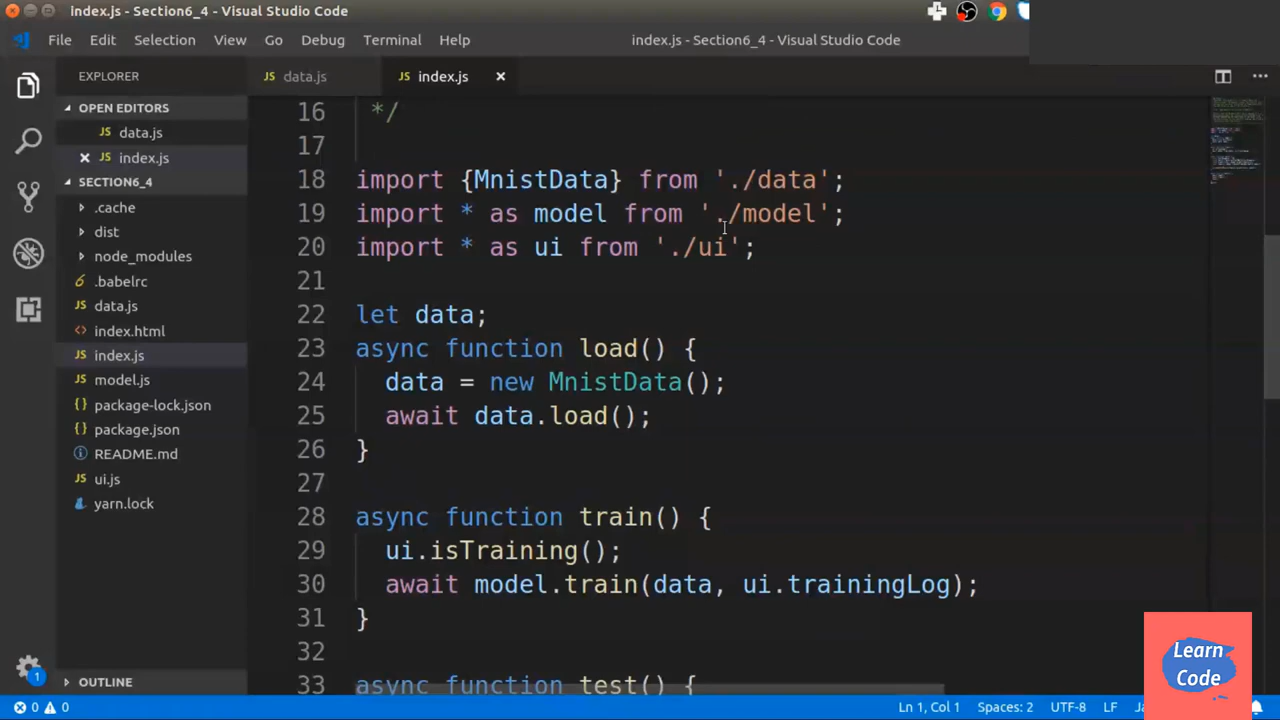 index.js - Section6_4 - Visual Studio Code
File Edit Selection View Go Debug Terminal Help
index.js - Section6_4 - Visual Studio Code
EXPLORER
OPEN EDITORS
JS data.js
JS index.js
SECTION6_4
.cache
dist
node_modules
.babelrc
JS data.js
<> index.html
JS index.js
JS model.js
package-lock.json
package.json
README.md
JS ui.js
yarn.lock
OUTLINE
JS data.js
JS index.js
16 */
17
18 import {MnistData} from './data';
19 import * as model from './model';
20 import * as ui from './ui';
21
22 let data;
23 async function load() {
24 data = new MnistData();
25 await data.load();
26 }
27
28 async function train() {
29 ui.isTraining();
30 await model.train(data, ui.trainingLog);
31 }
32
33 async function test() {
1
0 0
Ln 1, Col 1 Spaces: 2 UTF-8 LF
Learn
Code